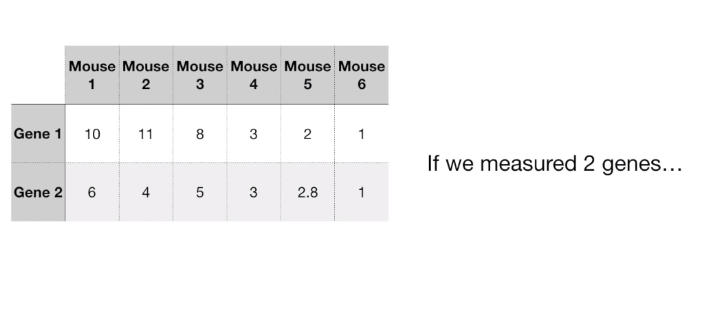 Mouse 1 Mouse 2 Mouse 3 Mouse 4 Mouse 5 Mouse 6
Gene 1 10 11 8 3 2 1
Gene 2 6 4 5 3 2.8 1
If we measured 2 genes…